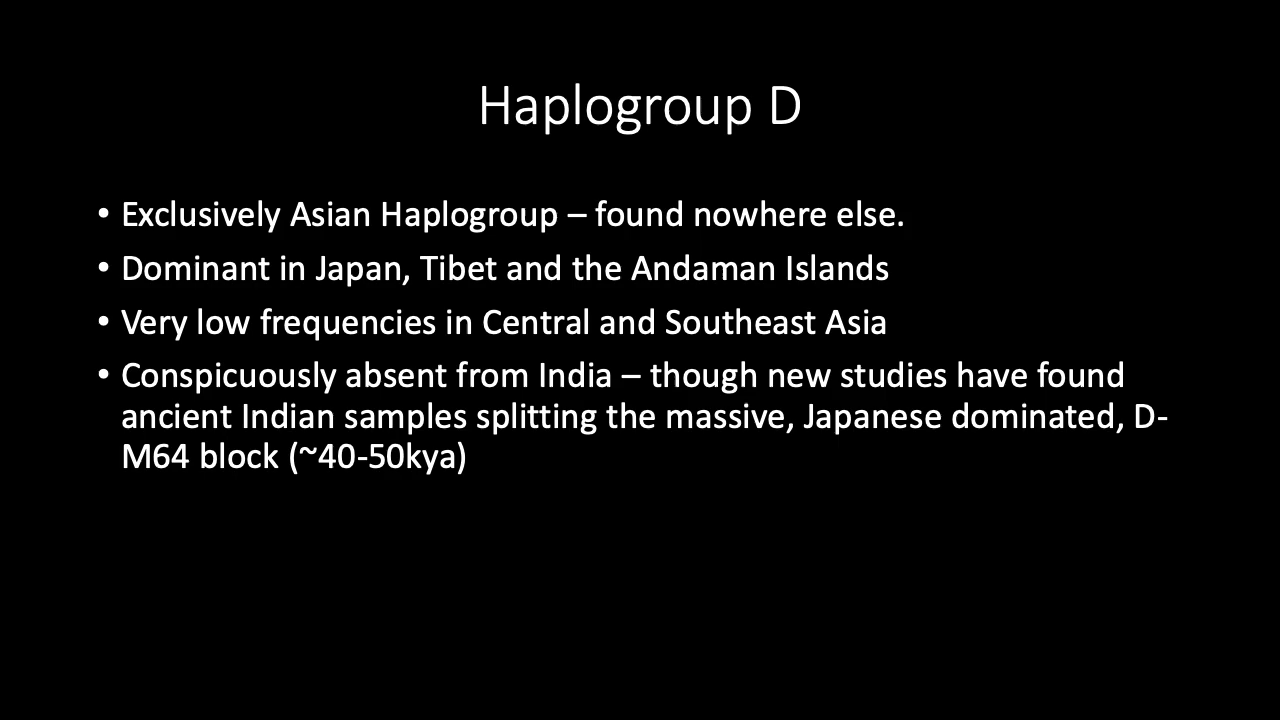 Haplogroup D
• Exclusively Asian Haplogroup – found nowhere else.
• Dominant in Japan, Tibet and the Andaman Islands
• Very low frequencies in Central and Southeast Asia
• Conspicuously absent from India – though new studies have found
ancient Indian samples splitting the massive, Japanese dominated, D-
M64 block (~40-50kya)